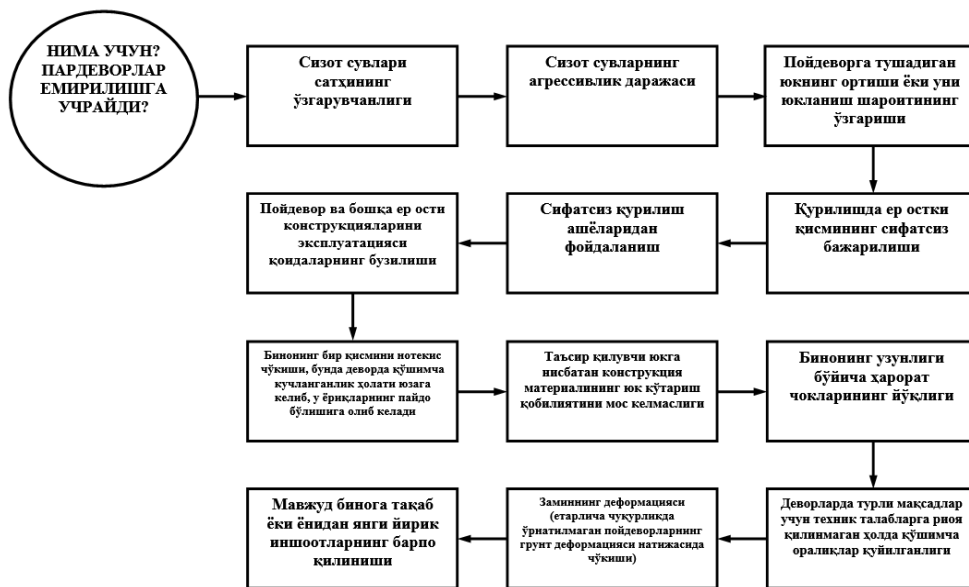 НИМА УЧУН?
ПАРДЕВОРЛАР
ЕМИРИЛИШГА
УЧРАЙДИ?
Сизот сувлари
сатҳининг
ўзгарувчанлиги
Сизот сувларнинг
агрессивлик даражаси
Пойдеворга тушадиган
юкнинг ортиши ёки уни
юкланиш шароитининг
ўзгариши
Қурилишда ер остки
қисмининг сифатсиз
бажарилиши
Сифатсиз қурилиш
ашёларидан
фойдаланиш
Пойдевор ва бошқа ер ости
конструкцияларини
эксплуатацияси
қоидаларнинг бузилиши
Бинонинг бир қисмини нотекис
чўкиши, бунда деворда қўшимча
кучланганлик ҳолати юзага
келиб, у ёриқларнинг пайдо
бўлишига олиб келади
Таъсир қилувчи юкга
нисбатан конструкция
материалининг юк кўтариш
қобилиятини мос келмаслиги
Бинонинг узунлиги
бўйича ҳарорат
чокларининг йўқлиги
Деворларда турли мақсадлар
учун техник талабларга риоя
қилинмаган ҳолда қўшимча
оралиқлар қуйилганлиги
Заминнинг деформацияси
(етарлича чуқурликда
ўрнатилмаган пойдеворларнинг
грунт деформацияси натижасида
чўкиши)
Мавжуд бинога тақаб
ёки ёнидан янги йирик
иншоотларнинг барпо
қилиниши